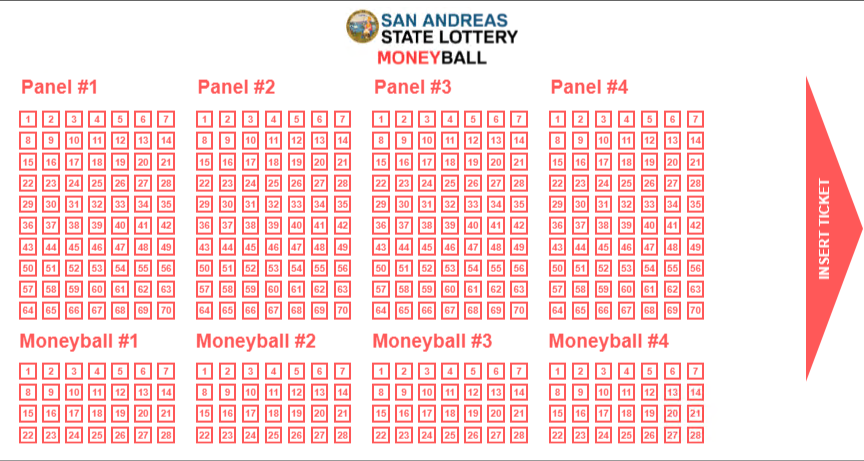 SAN ANDREAS
STATE LOTTERY
MONEYBALL
Panel #1 Panel #2 Panel #3 Panel #4
1 2 3 4 5 6 7 1 2 3 4 5 6 7 1 2 3 4 5 6 7 1 2 3 4 5 6 7
8 9 10 11 12 13 14 8 9 10 11 12 13 14 8 9 10 11 12 13 14 8 9 10 11 12 13 14
15 16 17 18 19 20 21 15 16 17 18 19 20 21 15 16 17 18 19 20 21 15 16 17 18 19 20 21
22 23 24 25 26 27 28 22 23 24 25 26 27 28 22 23 24 25 26 27 28 22 23 24 25 26 27 28
29 30 31 32 33 34 35 29 30 31 32 33 34 35 29 30 31 32 33 34 35 29 30 31 32 33 34 35
36 37 38 39 40 41 42 36 37 38 39 40 41 42 36 37 38 39 40 41 42 36 37 38 39 40 41 42
43 44 45 46 47 48 49 43 44 45 46 47 48 49 43 44 45 46 47 48 49 43 44 45 46 47 48 49
50 51 52 53 54 55 56 50 51 52 53 54 55 56 50 51 52 53 54 55 56 50 51 52 53 54 55 56
57 58 59 60 61 62 63 57 58 59 60 61 62 63 57 58 59 60 61 62 63 57 58 59 60 61 62 63
64 65 66 67 68 69 70 64 65 66 67 68 69 70 64 65 66 67 68 69 70 64 65 66 67 68 69 70
Moneyball #1 Moneyball #2 Moneyball #3 Moneyball #4
1 2 3 4 5 6 7 1 2 3 4 5 6 7 1 2 3 4 5 6 7 1 2 3 4 5 6 7
8 9 10 11 12 13 14 8 9 10 11 12 13 14 8 9 10 11 12 13 14 8 9 10 11 12 13 14
15 16 17 18 19 20 21 15 16 17 18 19 20 21 15 16 17 18 19 20 21 15 16 17 18 19 20 21
22 23 24 25 26 27 28 22 23 24 25 26 27 28 22 23 24 25 26 27 28 22 23 24 25 26 27 28
INSERT TICKET